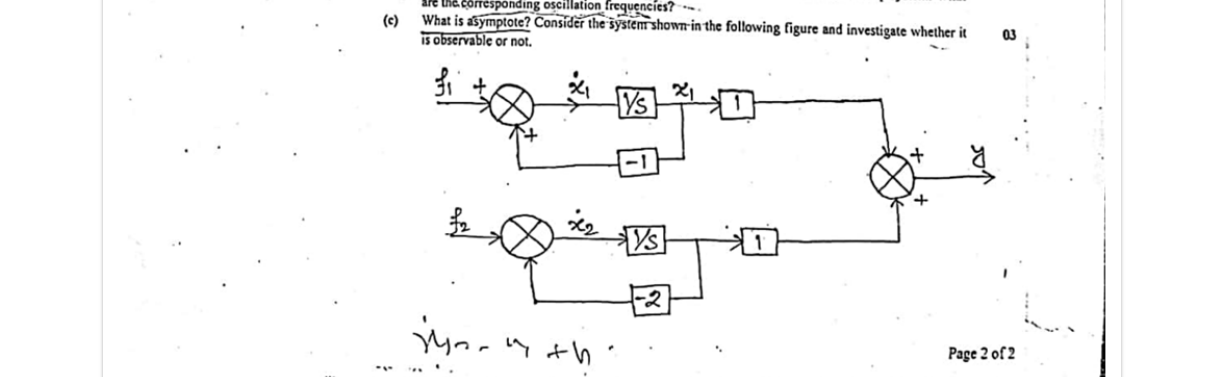 are the corresponding oscillation frequencies?
(c) What is asymptote? Consider the system shown in the following figure and investigate whether it 03
is observable or not.
f₁ + ẋ₁ 1/S x₁ 1
+
-1
+ y
+
f₂ ẋ₂ 1/S 1
-2
Page 2 of 2